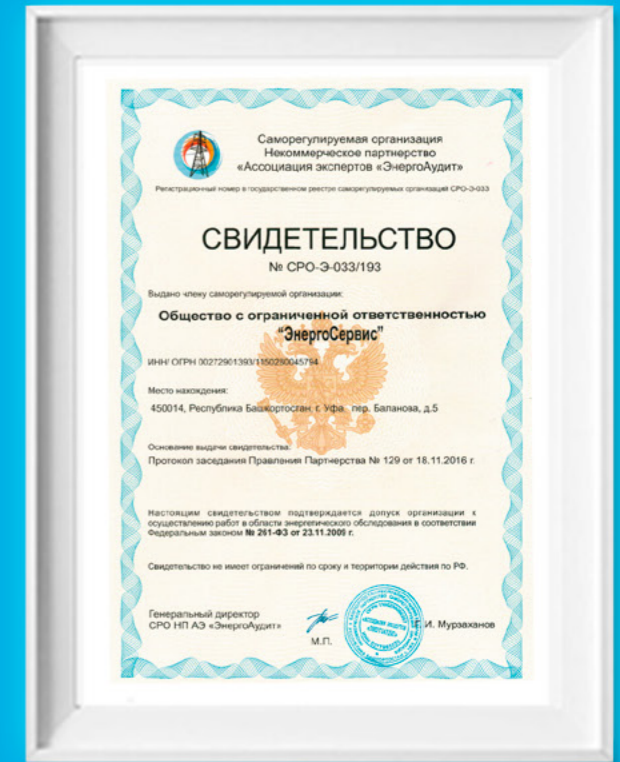 Саморегулируемая организация
Некоммерческое партнерство
«Ассоциация экспертов «ЭнергоАудит»
Регистрационный номер в государственном реестре саморегулируемых организаций СРО-Э-033
СВИДЕТЕЛЬСТВО
№ СРО-Э-033/193
Выдано члену саморегулируемой организации:
Общество с ограниченной ответственностью
"ЭнергоСервис"
ИНН/ ОГРН 00272901393/1150280045794
Место нахождения:
450014, Республика Башкортостан, г. Уфа, пер. Баланова, д.5
Основание выдачи свидетельства:
Протокол заседания Правления Партнерства № 129 от 18.11.2016 г.
Настоящим свидетельством подтверждается допуск организации к
осуществлению работ в области энергетического обследования в соответствии
Федеральным законом № 261-ФЗ от 23.11.2009 г.
Свидетельство не имеет ограничений по сроку и территории действия по РФ.
Генеральный директор
СРО НП АЭ «ЭнергоАудит»
И. Мурзаханов
М.П.